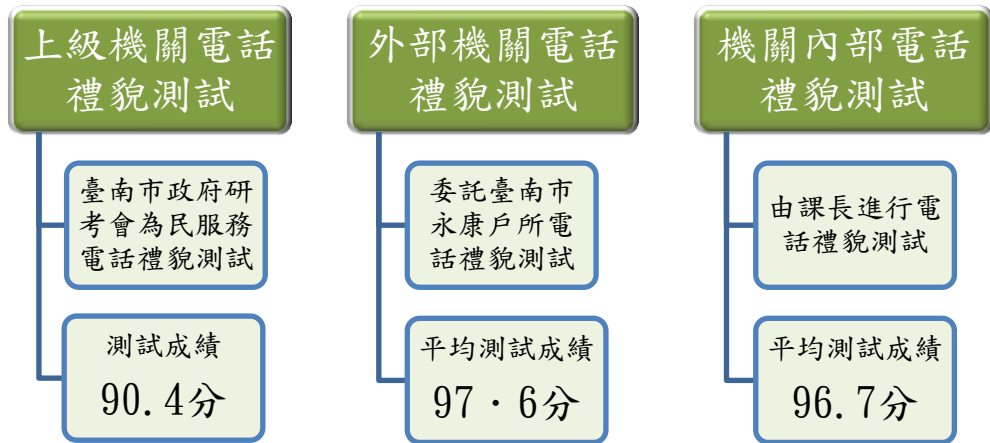 上級機關電話
禮貌測試
臺南市政府研
考會為民服務
電話禮貌測試
測試成績
90.4分
外部機關電話
禮貌測試
委託臺南市
永康戶所電
話禮貌測試
平均測試成績
97‧6分
機關內部電話
禮貌測試
由課長進行電
話禮貌測試
平均測試成績
96.7分